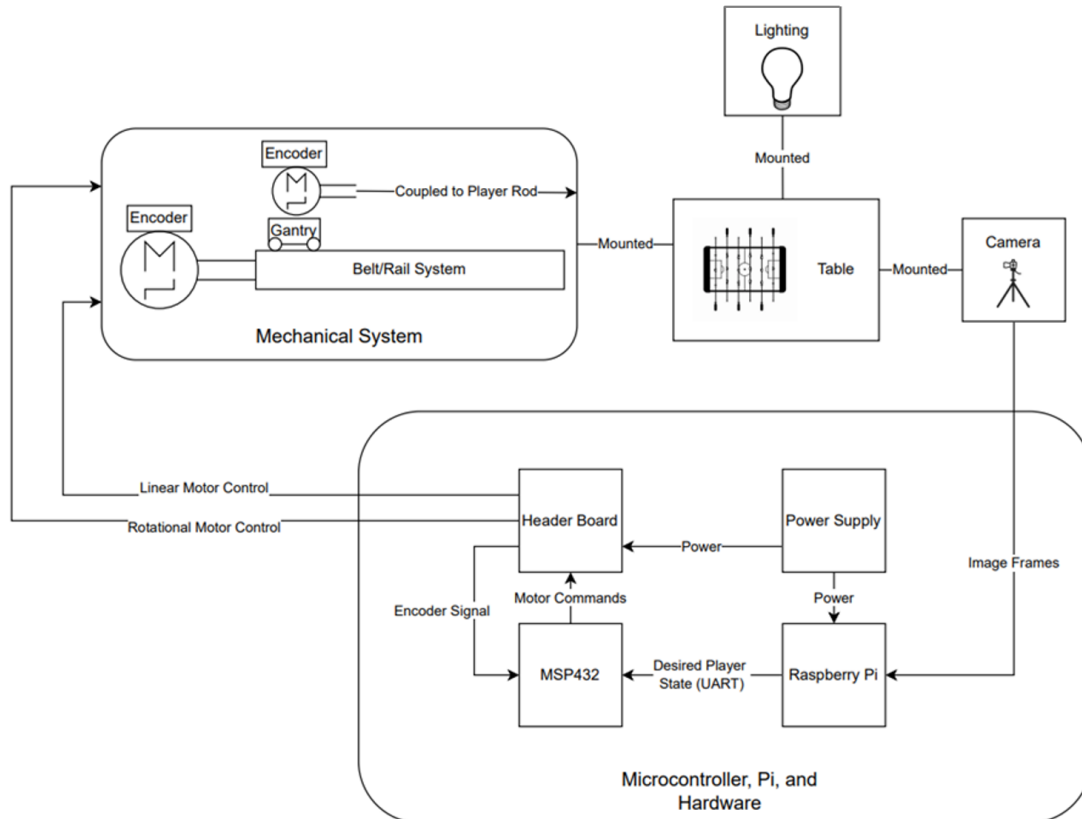 Lighting
Mounted
Encoder
Coupled to Player Rod
Encoder
Gantry
Belt/Rail System
Mechanical System
Mounted
Table
Mounted
Camera
Linear Motor Control
Rotational Motor Control
Header Board
Power
Power Supply
Image Frames
Encoder Signal
Motor Commands
Power
MSP432
Desired Player
State (UART)
Raspberry Pi
Microcontroller, Pi, and
Hardware